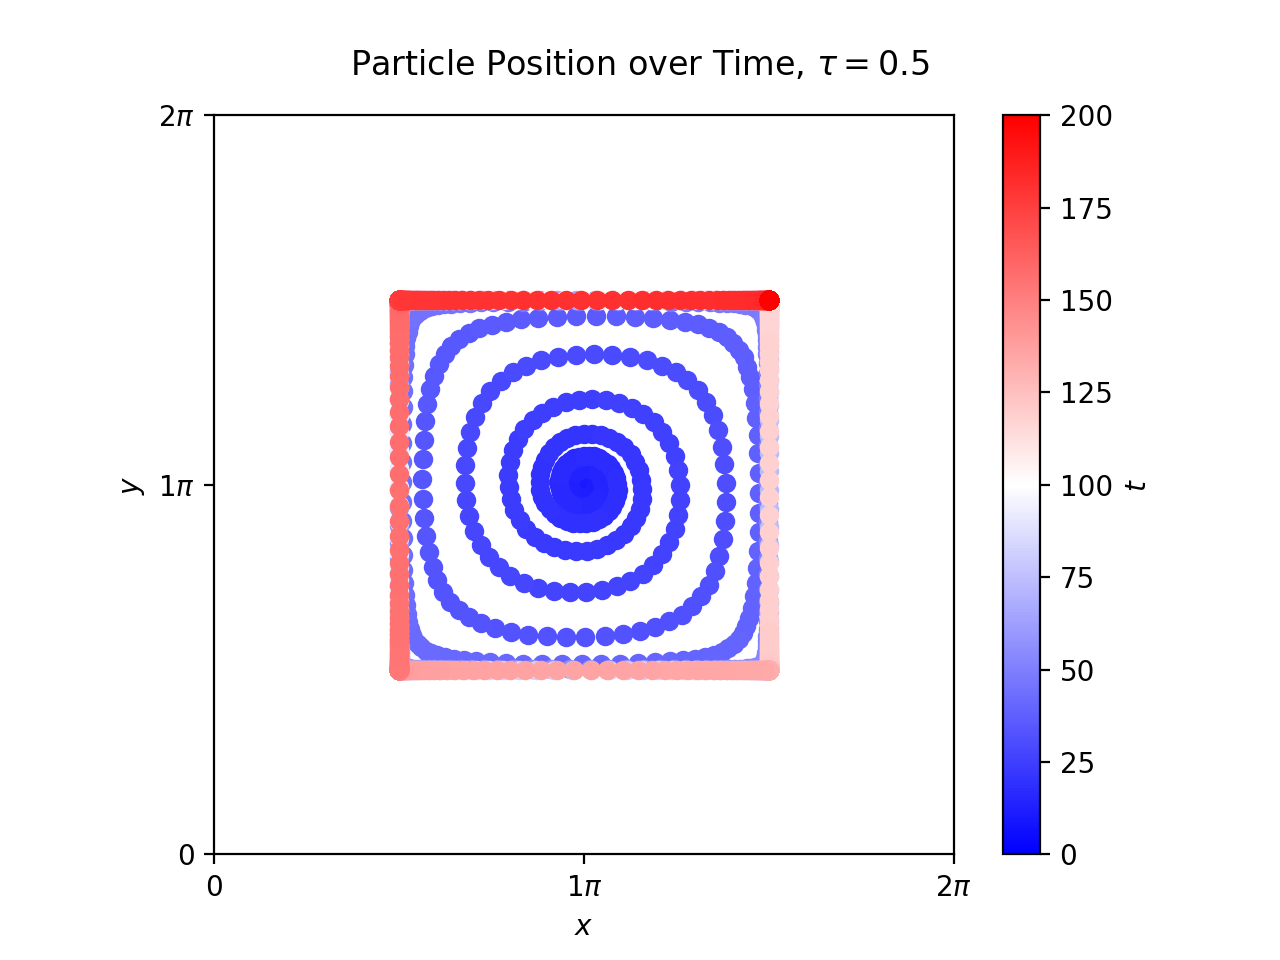 Particle Position over Time, τ = 0.5
2π
1π
0
y
0
1π
2π
x
200
175
150
125
100
75
50
25
0
t